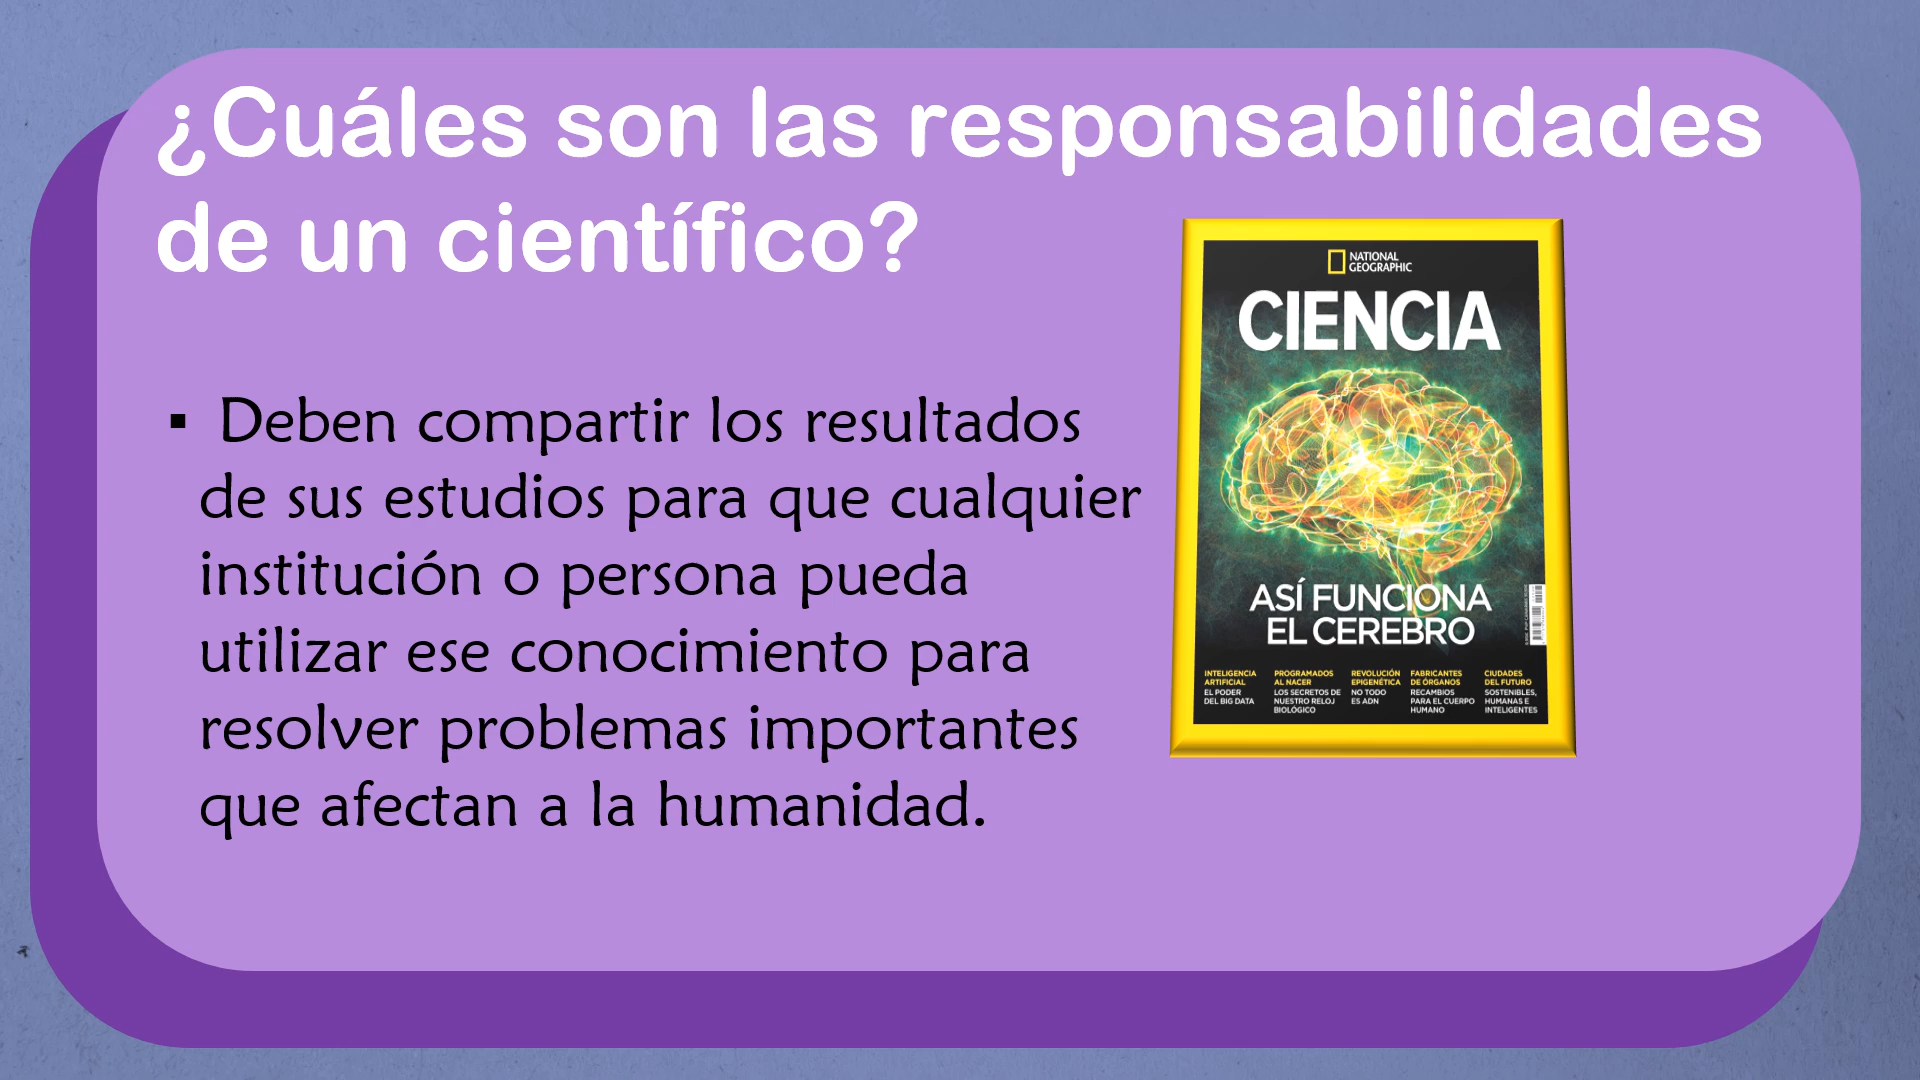 ¿Cuáles son las responsabilidades
de un científico?
▪ Deben compartir los resultados
de sus estudios para que cualquier
institución o persona pueda
utilizar ese conocimiento para
resolver problemas importantes
que afectan a la humanidad.
NATIONAL
GEOGRAPHIC
CIENCIA
ASÍ FUNCIONA
EL CEREBRO
INTELIGENCIA
ARTIFICIAL
EL PODER
DEL BIG DATA
PROGRAMADOS
AL NACER
LOS SECRETOS DE
NUESTRO RELOJ
BIOLÓGICO
REVOLUCIÓN
EPIGENÉTICA
NO TODO
ES ADN
FABRICANTES
DE ÓRGANOS
RECAMBIOS
PARA EL CUERPO
HUMANO
CIUDADES
DEL FUTURO
SOSTENIBLES,
HUMANAS E
INTELIGENTES